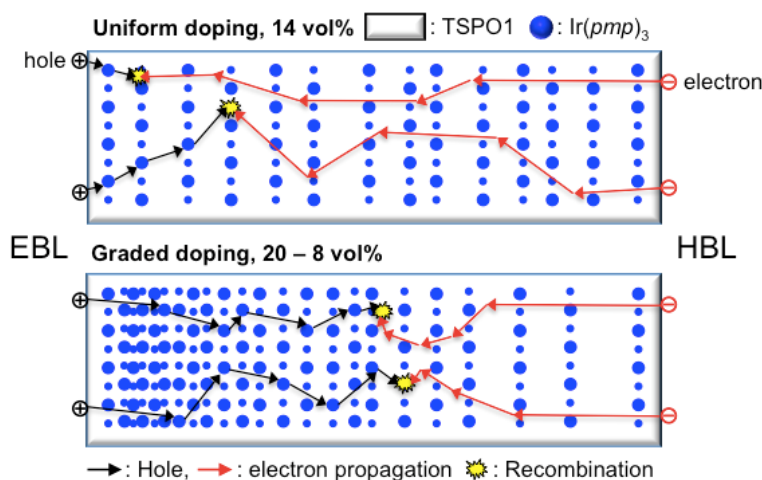 Uniform doping, 14 vol% : TSPO1 : Ir(pmp)₃
hole ⊕
⊖ electron
⊕
⊖
EBL
HBL
Graded doping, 20 – 8 vol%
⊕
⊖
⊕
⊖
: Hole, : electron propagation : Recombination